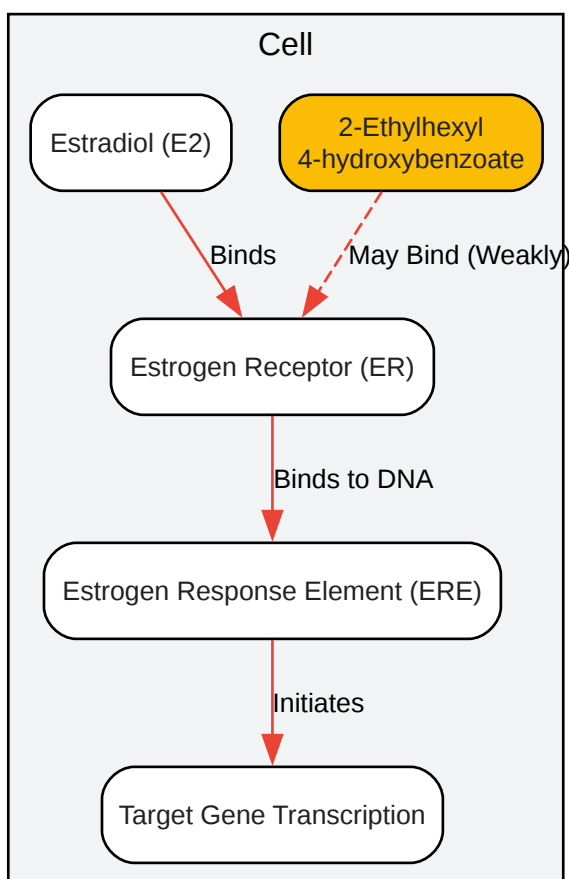 Cell
Estradiol (E2)
2-Ethylhexyl
4-hydroxybenzoate
Binds
May Bind (Weakly)
Estrogen Receptor (ER)
Binds to DNA
Estrogen Response Element (ERE)
Initiates
Target Gene Transcription